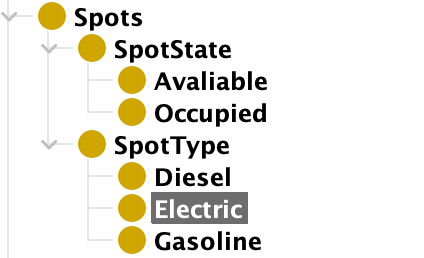 Spots
SpotState
Avaliable
Occupied
SpotType
Diesel
Electric
Gasoline